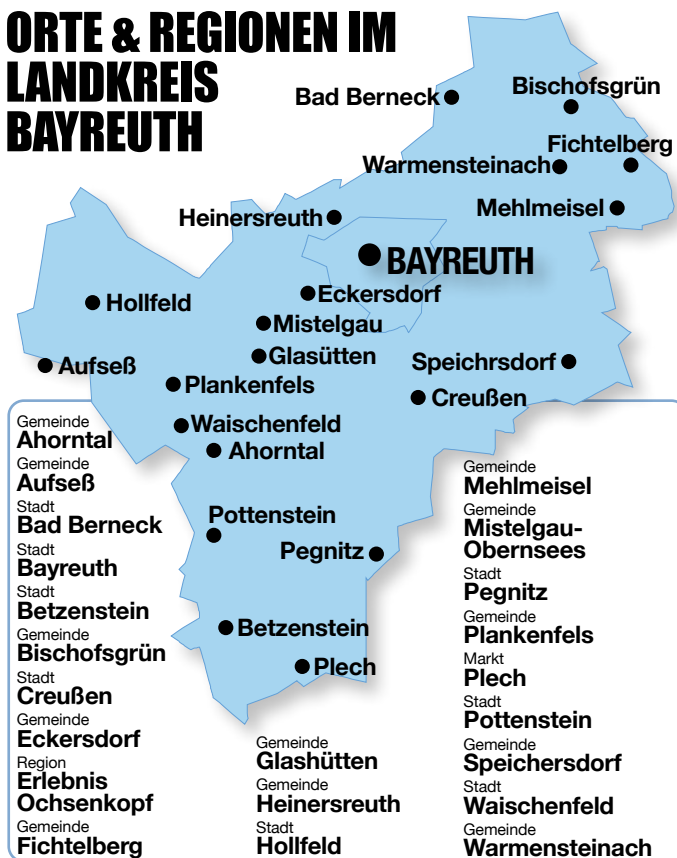 ORTE & REGIONEN IM
LANDKREIS
BAYREUTH
Bad Berneck
Bischofsgrün
Fichtelberg
Warmensteinach
Mehlmeisel
Heinersreuth
BAYREUTH
Eckersdorf
Hollfeld
Mistelgau
Glasütten
Aufseß
Speichrsdorf
Plankenfels
Creußen
Waischenfeld
Ahorntal
Pottenstein
Pegnitz
Betzenstein
Plech
Gemeinde
Ahorntal
Gemeinde
Aufseß
Stadt
Bad Berneck
Stadt
Bayreuth
Stadt
Betzenstein
Gemeinde
Bischofsgrün
Stadt
Creußen
Gemeinde
Eckersdorf
Region
Erlebnis
Ochsenkopf
Gemeinde
Fichtelberg
Gemeinde
Glashütten
Gemeinde
Heinersreuth
Stadt
Hollfeld
Gemeinde
Mehlmeisel
Gemeinde
Mistelgau-
Obernsees
Stadt
Pegnitz
Gemeinde
Plankenfels
Markt
Plech
Stadt
Pottenstein
Gemeinde
Speichersdorf
Stadt
Waischenfeld
Gemeinde
Warmensteinach